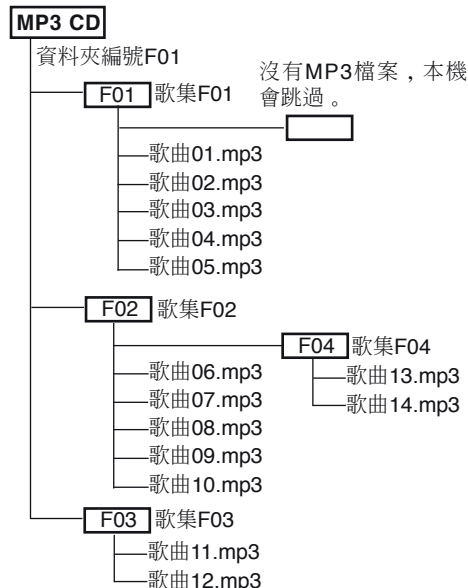 MP3 CD
資料夾編號F01
沒有MP3檔案，本機
會跳過。
F01 歌集F01
歌曲01.mp3
歌曲02.mp3
歌曲03.mp3
歌曲04.mp3
歌曲05.mp3
F02 歌集F02
F04 歌集F04
歌曲06.mp3
歌曲13.mp3
歌曲07.mp3
歌曲14.mp3
歌曲08.mp3
歌曲09.mp3
歌曲10.mp3
F03 歌集F03
歌曲11.mp3
歌曲12.mp3